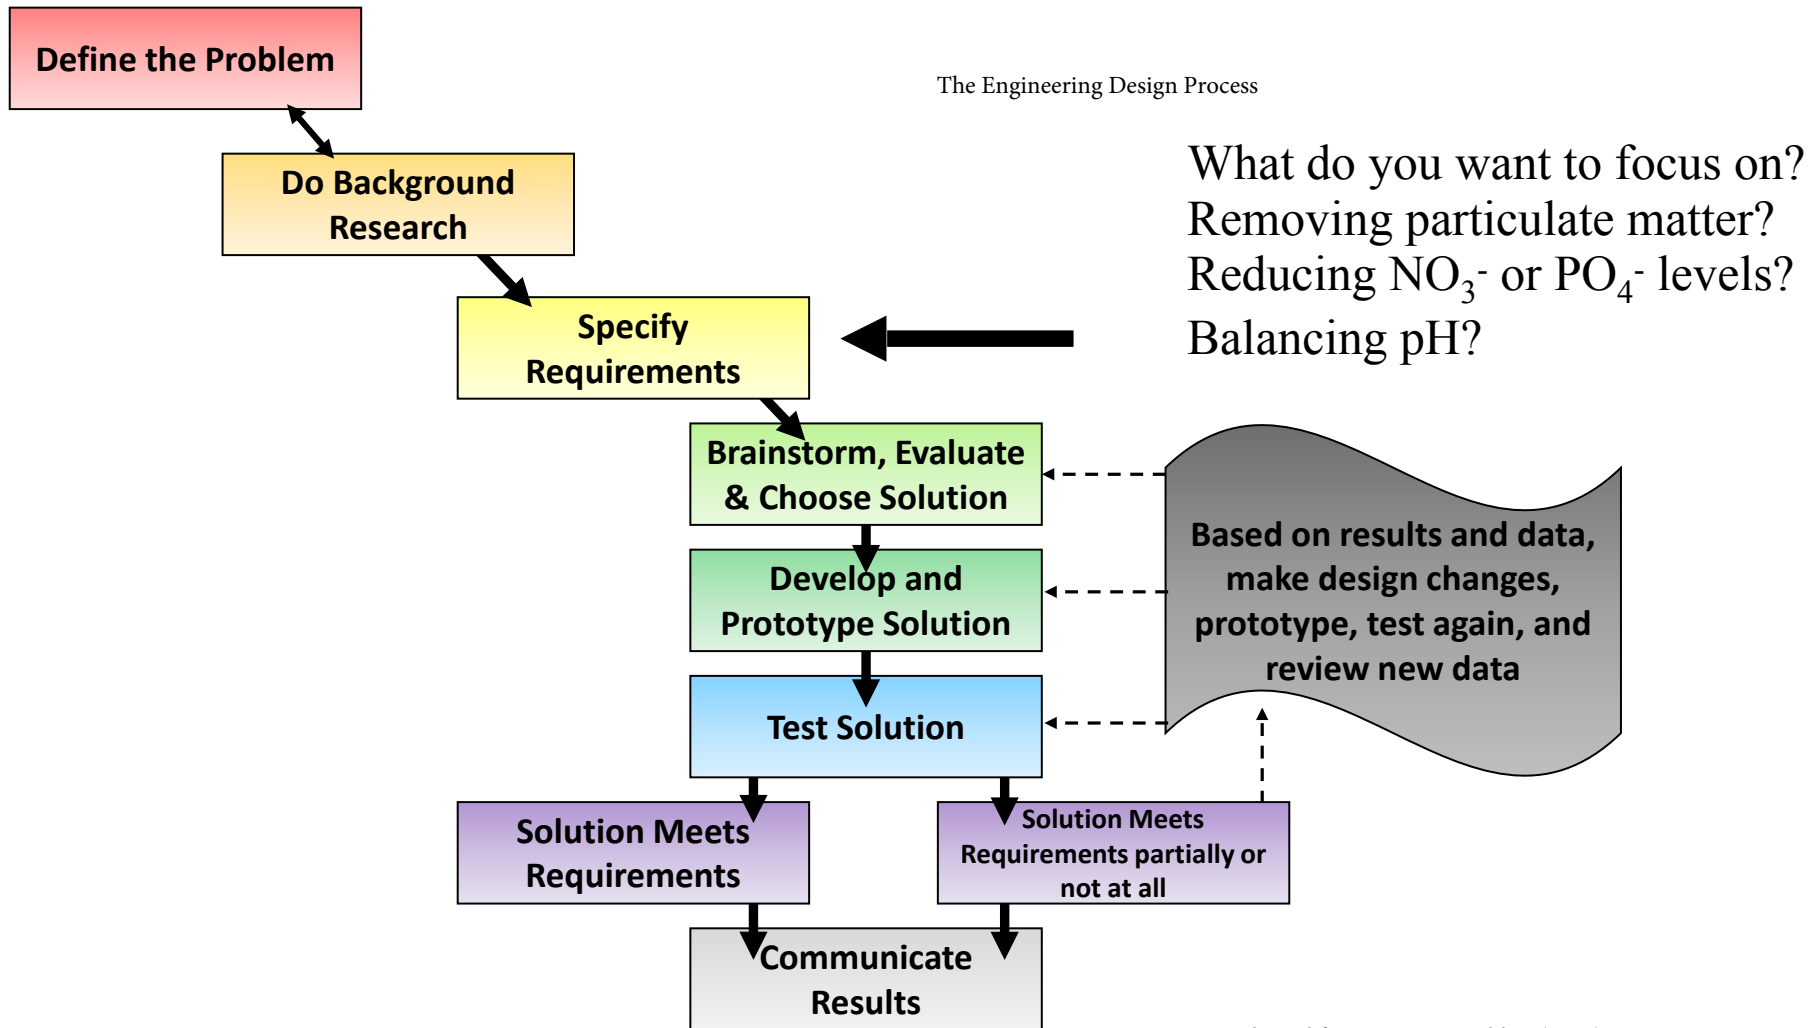 Define the Problem
The Engineering Design Process
Do Background
Research
What do you want to focus on?
Removing particulate matter?
Reducing NO₃⁻ or PO₄⁻ levels?
Balancing pH?
Specify
Requirements
Brainstorm, Evaluate
& Choose Solution
Develop and
Prototype Solution
Based on results and data,
make design changes,
prototype, test again, and
review new data
Test Solution
Solution Meets
Requirements
Solution Meets
Requirements partially or
not at all
Communicate
Results